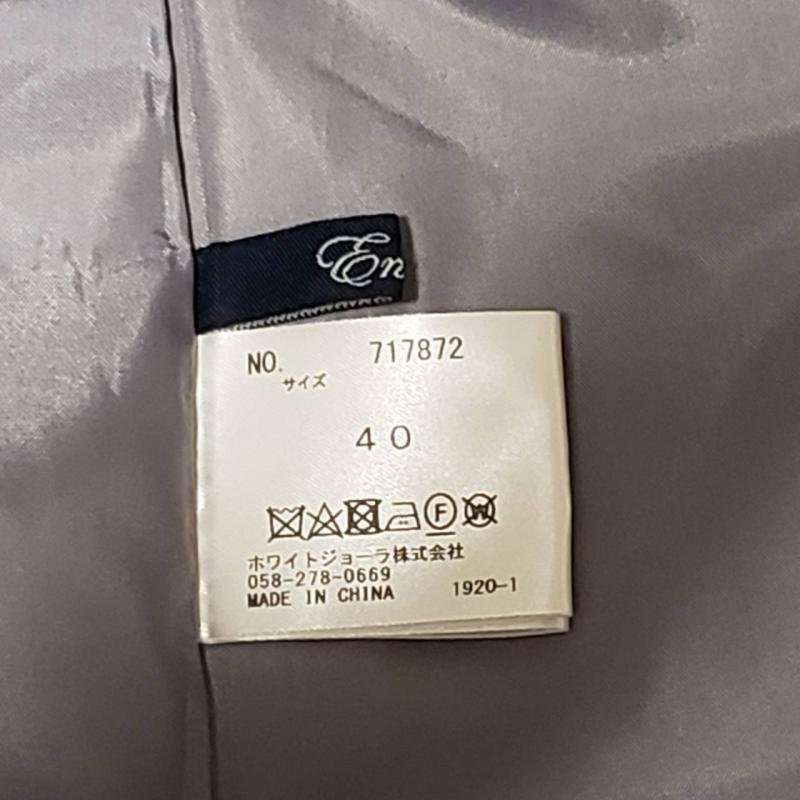 En
NO. 717872
サイズ
40
F W
ホワイトジョーラ株式会社
058-278-0669
MADE IN CHINA 1920-1